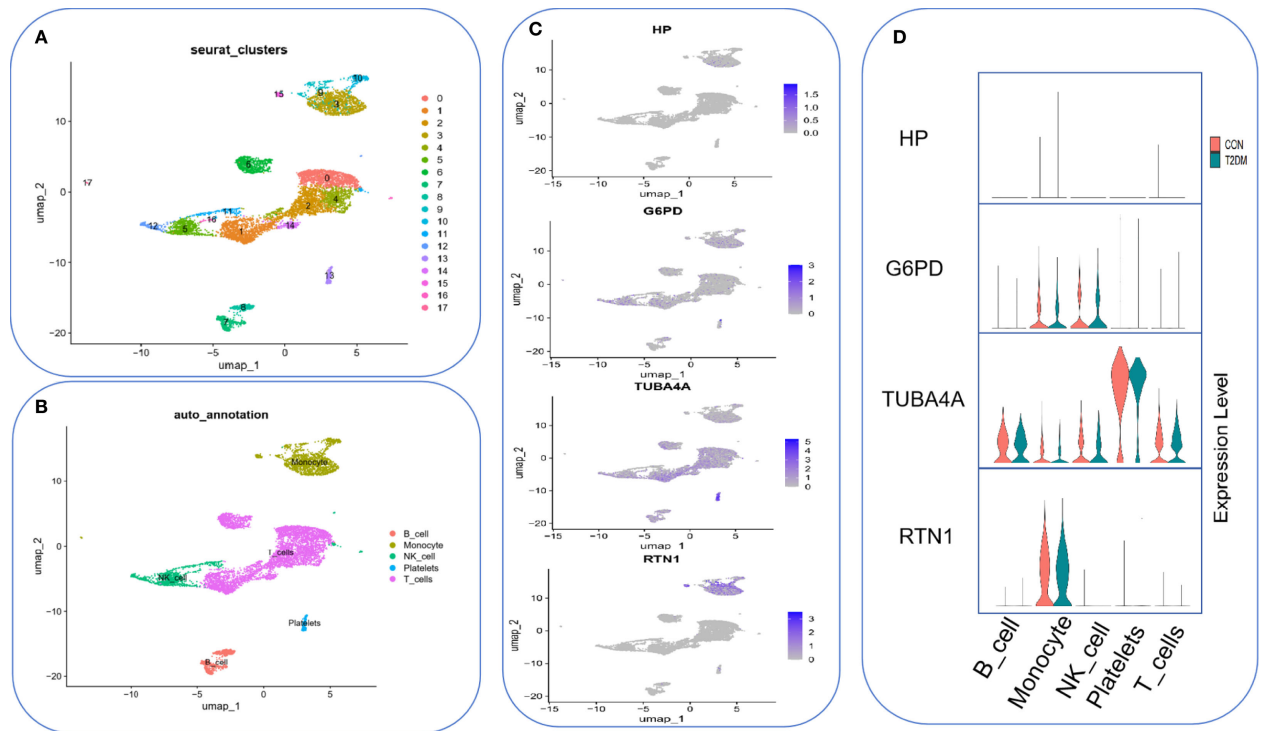 A
seurat_clusters
10
0
−10
−20
umap_2
−10
−5
0
5
umap_1
0
1
2
3
4
5
6
7
8
9
10
11
12
13
14
15
16
17
15
9
10
3
6
17
0
4
2
11
16
12
5
1
14
13
8
7
B
auto_annotation
10
0
−10
−20
umap_2
−10
−5
0
5
umap_1
Monocyte
T_cells
NK_cell
Platelets
B_cell
B_cell
Monocyte
NK_cell
Platelets
T_cells
C
HP
10
0
−10
−20
umap_2
−15
−10
−5
0
5
umap_1
1.5
1.0
0.5
0.0
G6PD
10
0
−10
−20
umap_2
−15
−10
−5
0
5
umap_1
3
2
1
0
TUBA4A
10
0
−10
−20
umap_2
−15
−10
−5
0
5
umap_1
5
4
3
2
1
0
RTN1
10
0
−10
−20
umap_2
−15
−10
−5
0
5
umap_1
3
2
1
0
D
HP
G6PD
TUBA4A
RTN1
CON
T2DM
Expression Level
B_cell
Monocyte
NK_cell
Platelets
T_cells